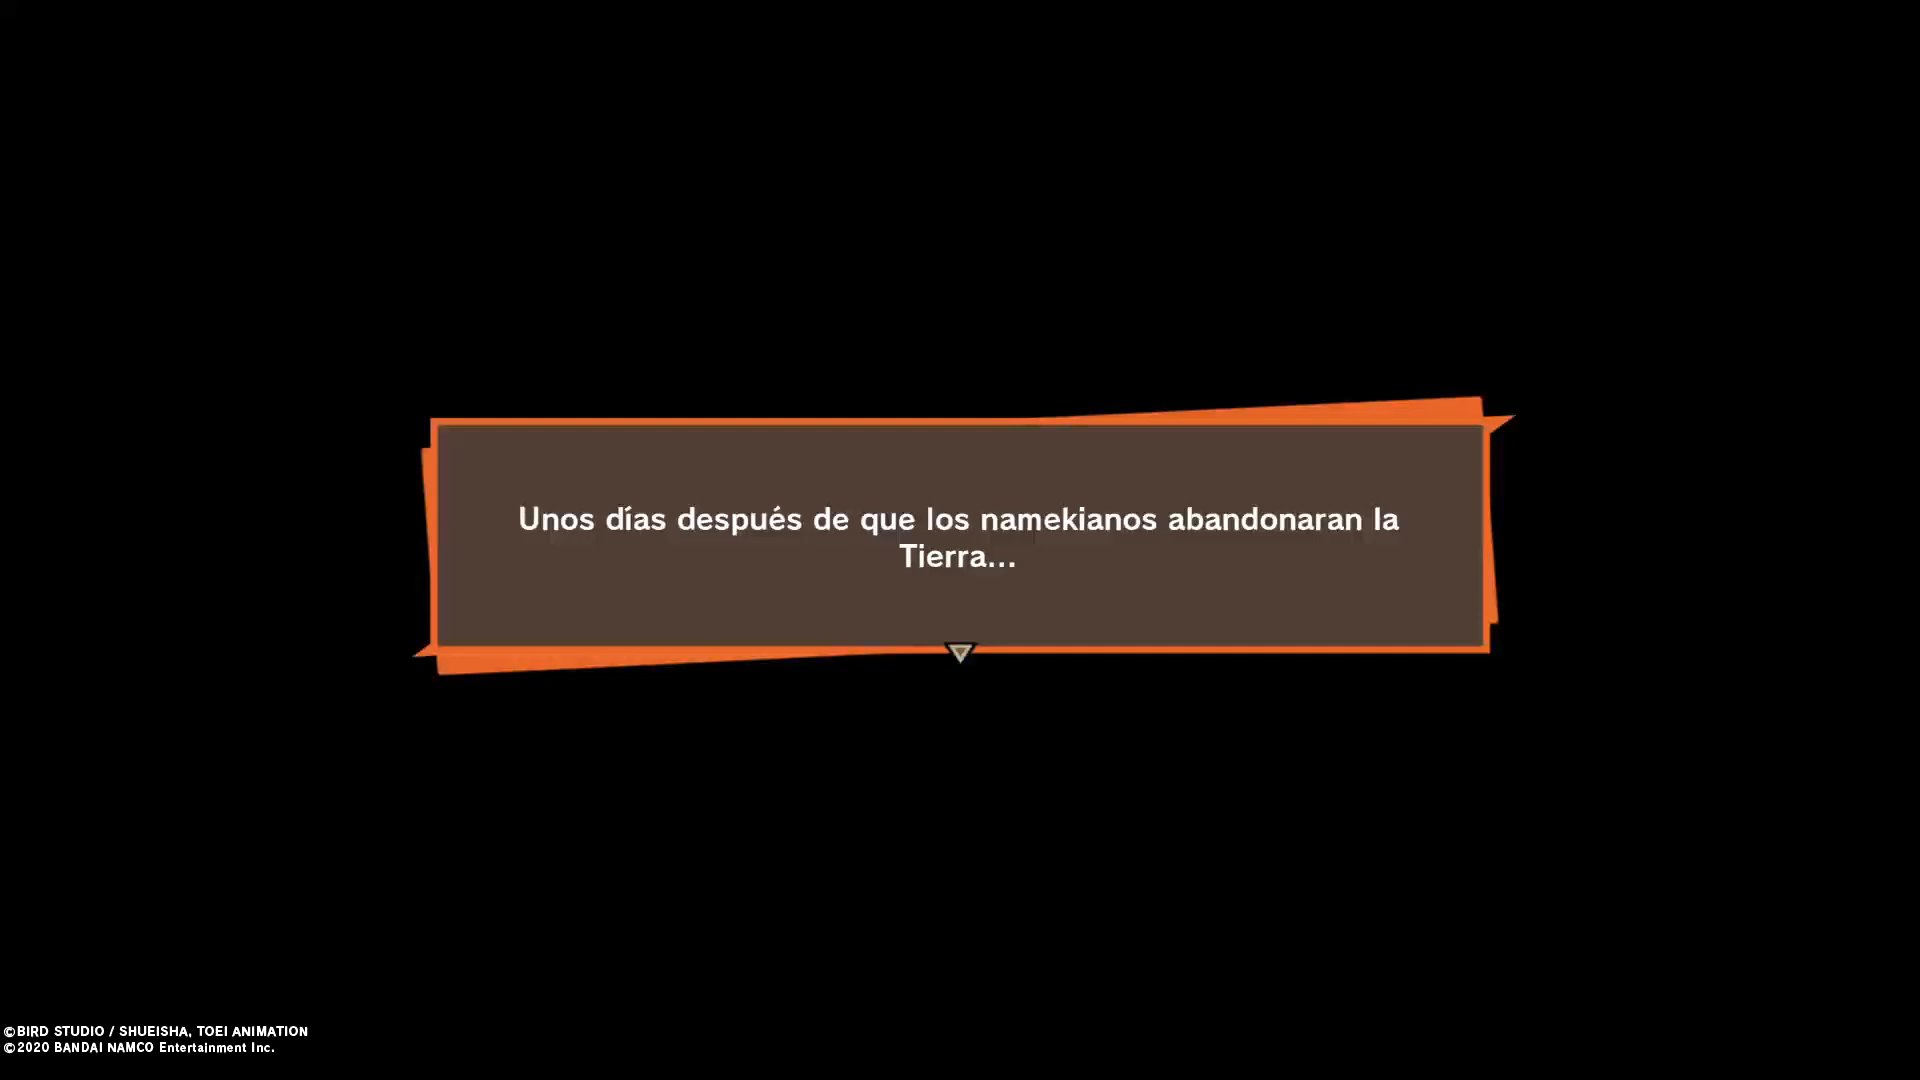 Unos días después de que los namekianos abandonaran la
Tierra...
©BIRD STUDIO / SHUEISHA, TOEI ANIMATION
©2020 BANDAI NAMCO Entertainment Inc.